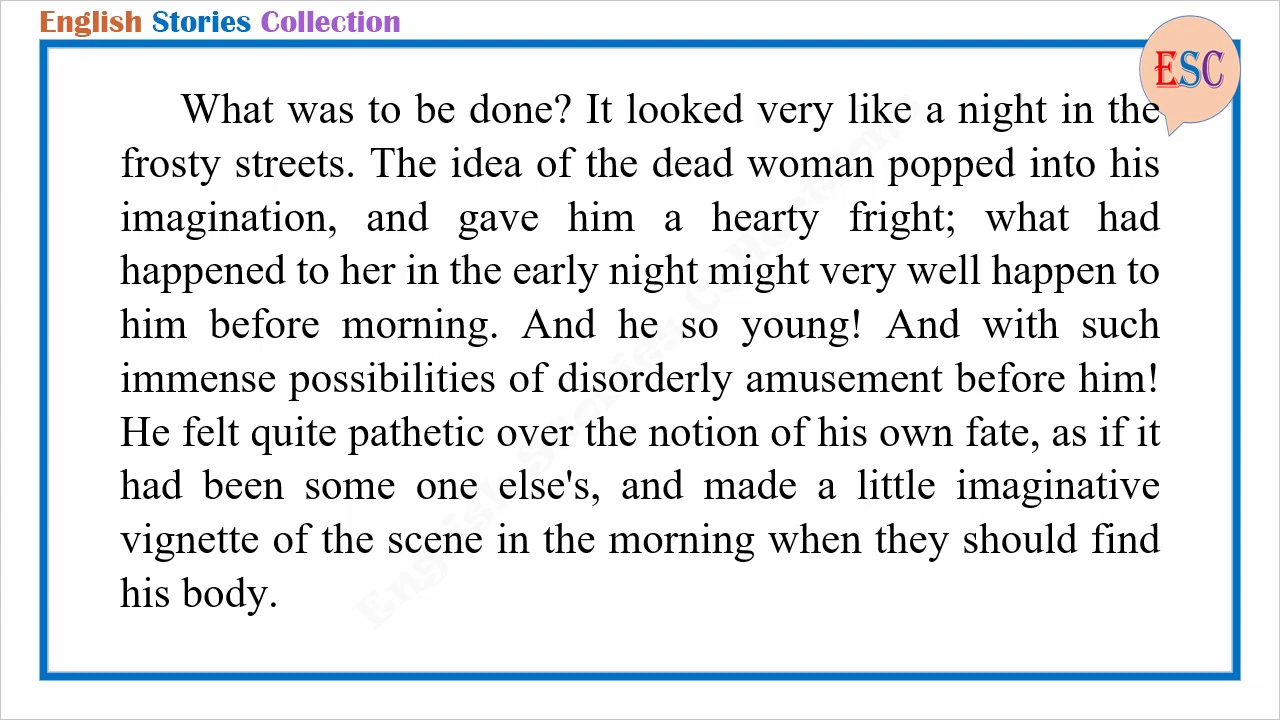 English Stories Collection
ESC
What was to be done? It looked very like a night in the
frosty streets. The idea of the dead woman popped into his
imagination, and gave him a hearty fright; what had
happened to her in the early night might very well happen to
him before morning. And he so young! And with such
immense possibilities of disorderly amusement before him!
He felt quite pathetic over the notion of his own fate, as if it
had been some one else's, and made a little imaginative
vignette of the scene in the morning when they should find
his body.